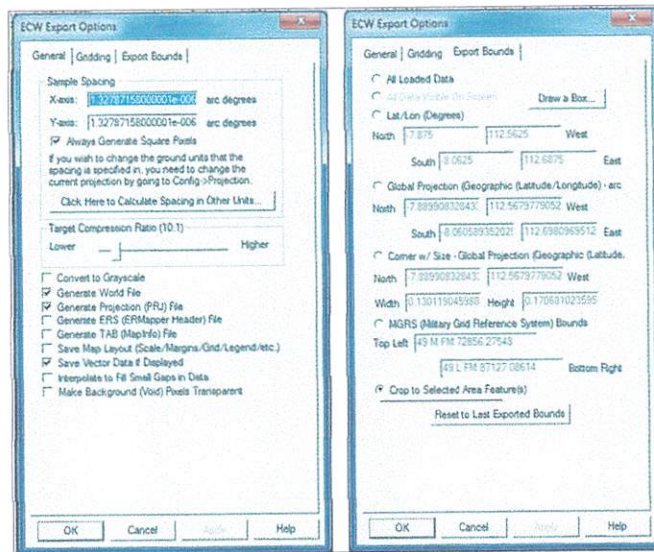 ECW Export Options
General Gridding Export Bounds
Sample Spacing
X-axis: 1.32787158000001e-006 arc degrees
Y-axis: 1.32787158000001e-006 arc degrees
Always Generate Square Pixels
If you wish to change the ground units that the
spacing is specified in, you need to change the
current projection by going to Config->Projection.
Click Here to Calculate Spacing in Other Units...
Target Compression Ratio (10:1)
Lower Higher
Convert to Grayscale
Generate World File
Generate Projection (PRJ) File
Generate ERS (ERMapper Header) File
Generate TAB (MapInfo) File
Save Map Layout (Scale/Margins/Grid/Legend/etc.)
Save Vector Data if Displayed
Interpolate to Fill Small Gaps in Data
Make Background (Void) Pixels Transparent
OK Cancel Apply Help
ECW Export Options
General Gridding Export Bounds
All Loaded Data
All Data Visible On Screen Draw a Box...
Lat/Lon (Degrees)
North -7.875 112.5625 West
South -8.0625 112.6875 East
Global Projection (Geographic (Latitude/Longitude) - arc
North -7.88990832843 112.5679779052 West
South -8.06058935202 112.6980969512 East
Corner w/ Size - Global Projection (Geographic (Latitude.
North -7.88990832843 112.5679779052 West
Width 0.130119045988 Height 0.170681023595
MGRS (Military Grid Reference System) Bounds
Top Left 49 M FM 72856 27543
49 L FM 87127 08614 Bottom Right
Crop to Selected Area Feature(s)
Reset to Last Exported Bounds
OK Cancel Apply Help